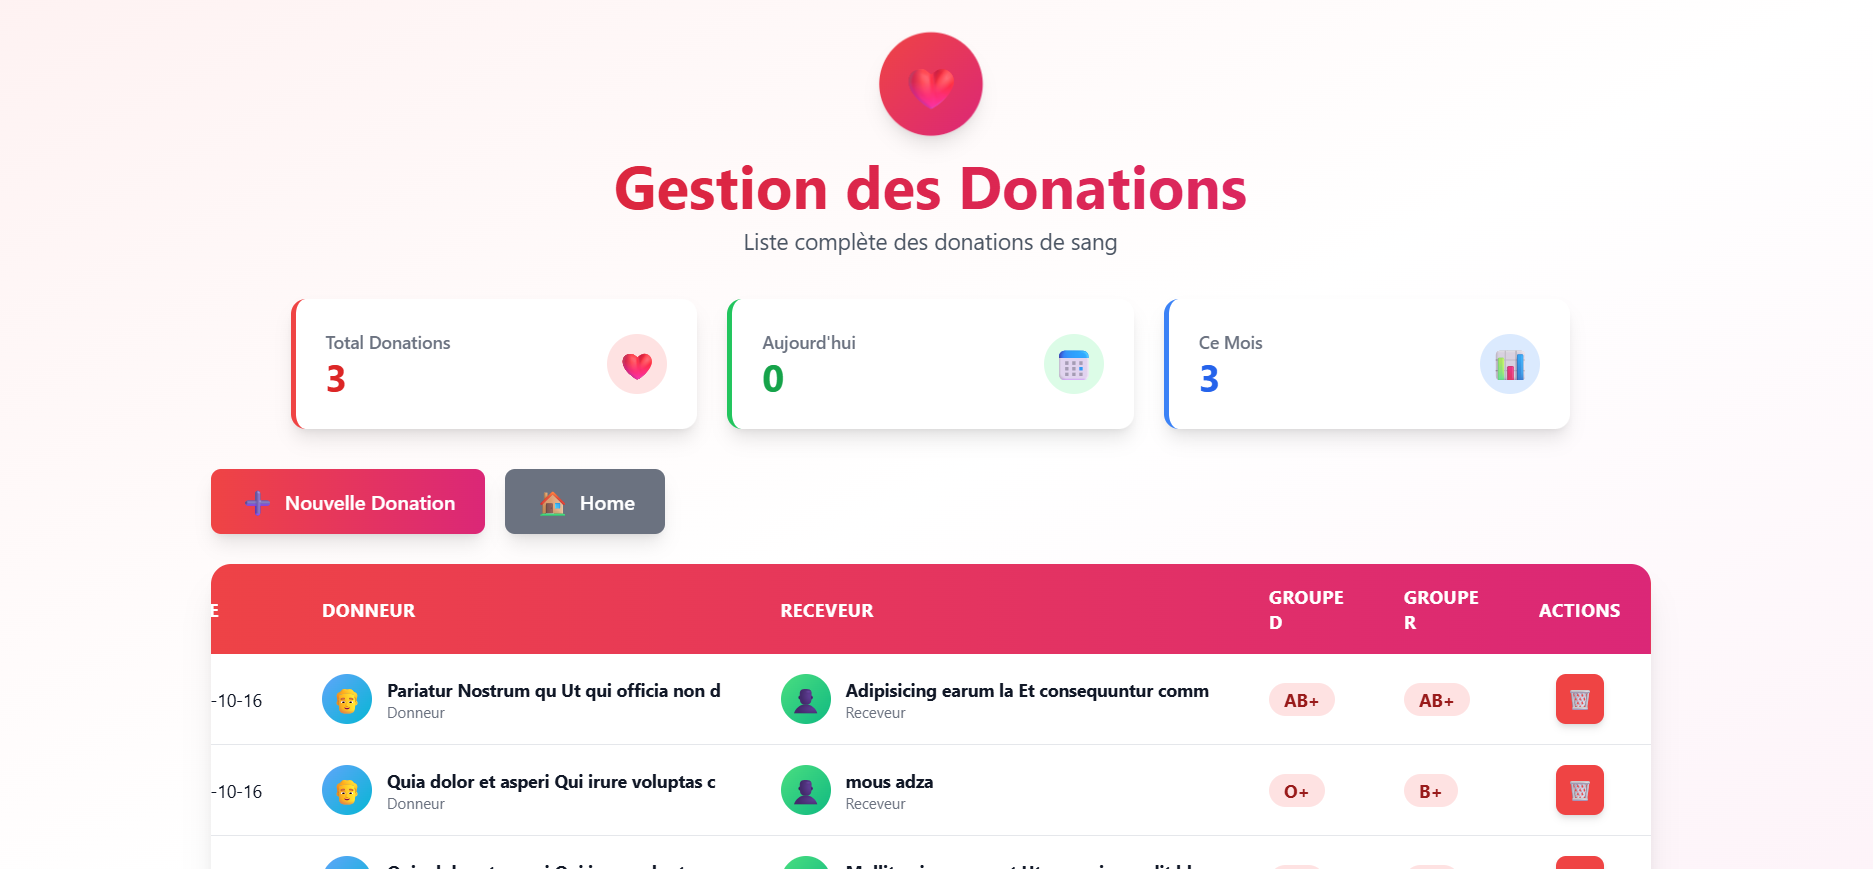 Gestion des Donations
Liste complète des donations de sang
Total Donations
3
Aujourd'hui
0
Ce Mois
3
Nouvelle Donation
Home
E
DONNEUR
RECEVEUR
GROUPE
D
GROUPE
R
ACTIONS
-10-16
Pariatur Nostrum qu Ut qui officia non d
Donneur
Adipisicing earum la Et consequuntur comm
Receveur
AB+
AB+
-10-16
Quia dolor et asperi Qui irure voluptas c
Donneur
mous adza
Receveur
O+
B+